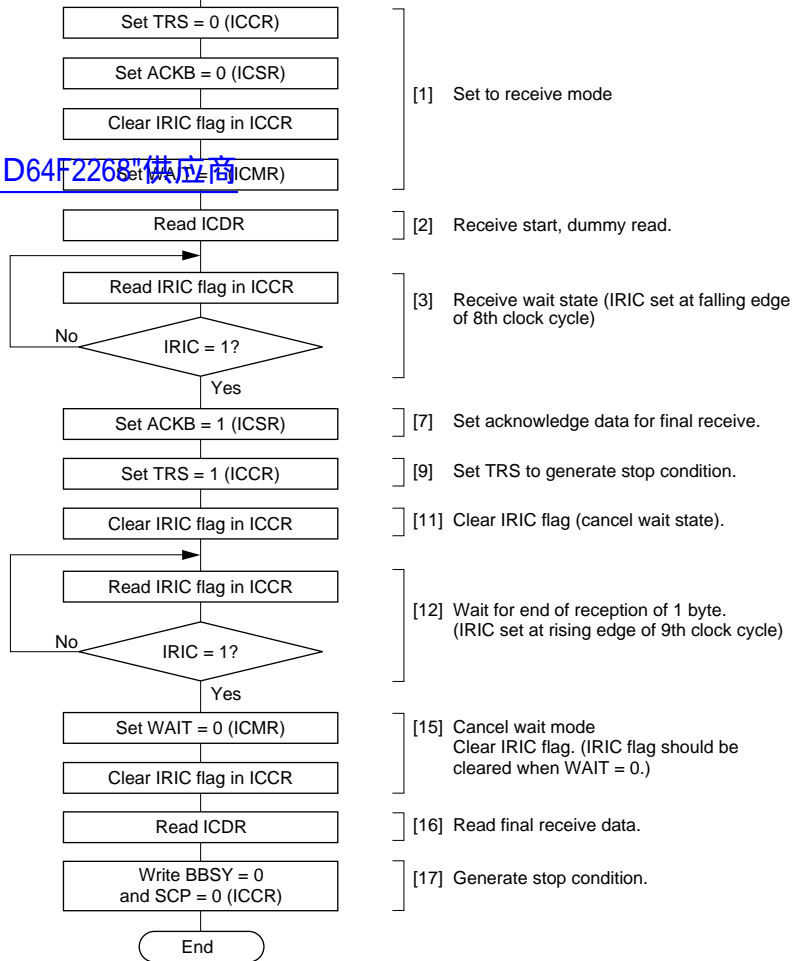 Set TRS = 0 (ICCR)
Set ACKB = 0 (ICSR)
[1] Set to receive mode
Clear IRIC flag in ICCR
D64F2268"供应商
Set WAIT = 1 (ICMR)
Read ICDR
[2] Receive start, dummy read.
Read IRIC flag in ICCR
[3] Receive wait state (IRIC set at falling edge
of 8th clock cycle)
No
IRIC = 1?
Yes
Set ACKB = 1 (ICSR)
[7] Set acknowledge data for final receive.
Set TRS = 1 (ICCR)
[9] Set TRS to generate stop condition.
Clear IRIC flag in ICCR
[11] Clear IRIC flag (cancel wait state).
Read IRIC flag in ICCR
[12] Wait for end of reception of 1 byte.
(IRIC set at rising edge of 9th clock cycle)
No
IRIC = 1?
Yes
Set WAIT = 0 (ICMR)
[15] Cancel wait mode
Clear IRIC flag. (IRIC flag should be
cleared when WAIT = 0.)
Clear IRIC flag in ICCR
Read ICDR
[16] Read final receive data.
Write BBSY = 0
and SCP = 0 (ICCR)
[17] Generate stop condition.
End